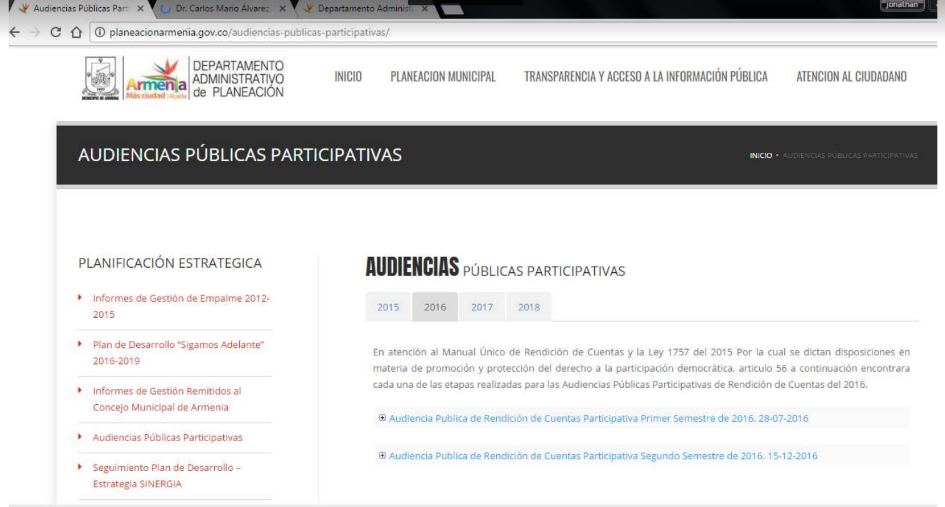 Audiencias Públicas Part
Dr. Carlos Mario Álvarez
Departamento Administ
jonathan
planeacionarmenia.gov.co/audiencias-publicas-participativas/
MUNICIPIO DE ARMENIA
Armenia
Más ciudad
DEPARTAMENTO
ADMINISTRATIVO
de PLANEACIÓN
INICIO PLANEACION MUNICIPAL TRANSPARENCIA Y ACCESO A LA INFORMACIÓN PÚBLICA ATENCION AL CIUDADANO
AUDIENCIAS PÚBLICAS PARTICIPATIVAS
INICIO - AUDIENCIAS PÚBLICAS PARTICIPATIVAS
PLANIFICACIÓN ESTRATEGICA
Informes de Gestión de Empalme 2012-
2015
Plan de Desarrollo "Sigamos Adelante"
2016-2019
Informes de Gestión Remitidos al
Concejo Municipal de Armenia
Audiencias Públicas Participativas
Seguimiento Plan de Desarrollo –
Estrategia SINERGIA
AUDIENCIAS PÚBLICAS PARTICIPATIVAS
2015 2016 2017 2018
En atención al Manual Único de Rendición de Cuentas y la Ley 1757 del 2015 Por la cual se dictan disposiciones en
materia de promoción y protección del derecho a la participación democrática. articulo 56 a continuación encontrara
cada una de las etapas realizadas para las Audiencias Públicas Participativas de Rendición de Cuentas del 2016.
Audiencia Publica de Rendición de Cuentas Participativa Primer Semestre de 2016. 28-07-2016
Audiencia Publica de Rendición de Cuentas Participativa Segundo Semestre de 2016. 15-12-2016